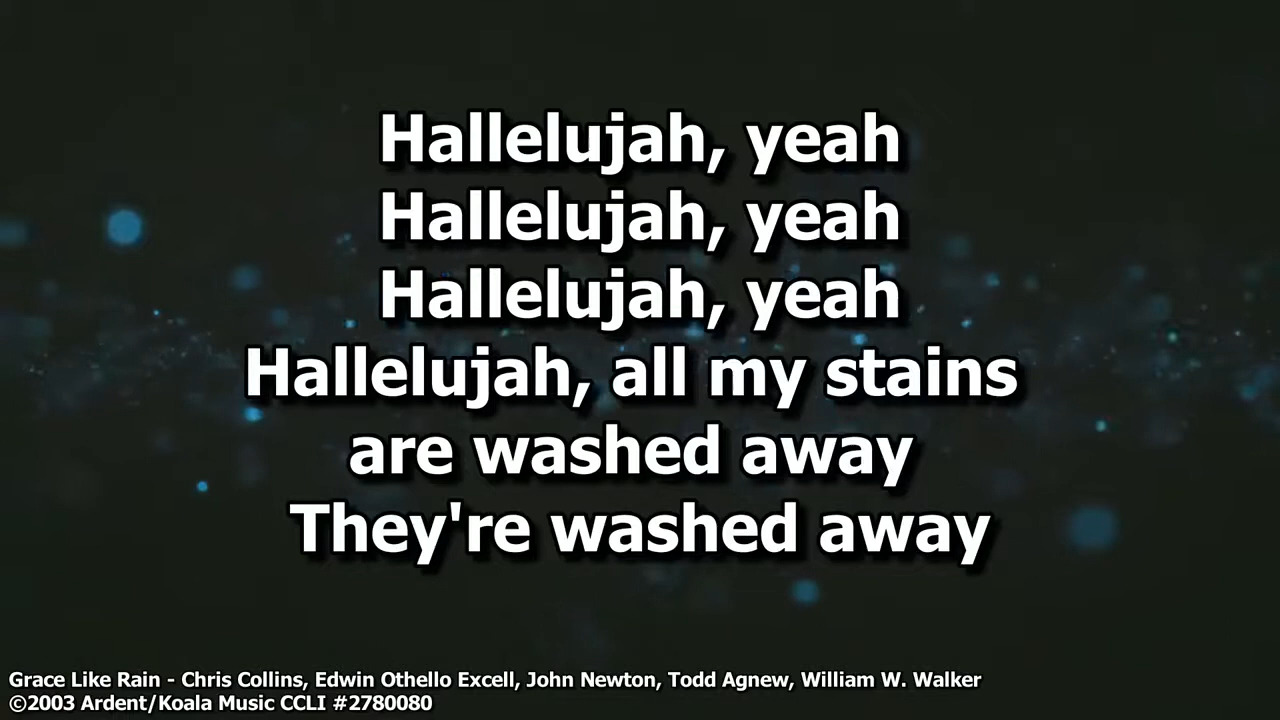 Hallelujah, yeah
Hallelujah, yeah
Hallelujah, yeah
Hallelujah, all my stains
are washed away
They're washed away
Grace Like Rain - Chris Collins, Edwin Othello Excell, John Newton, Todd Agnew, William W. Walker
©2003 Ardent/Koala Music CCLI #2780080